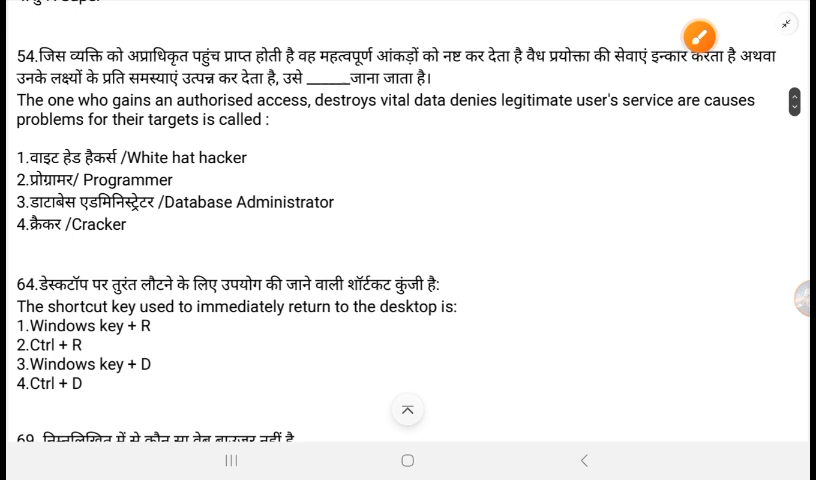 54.जिस व्यक्ति को अप्राधिकृत पहुंच प्राप्त होती है वह महत्वपूर्ण आंकड़ों को नष्ट कर देता है वैध प्रयोक्ता की सेवाएं इन्कार करता है अथवा
उनके लक्ष्यों के प्रति समस्याएं उत्पन्न कर देता है, उसे ______जाना जाता है।
The one who gains an authorised access, destroys vital data denies legitimate user's service are causes
problems for their targets is called :
1.वाइट हेड हैकर्स /White hat hacker
2.प्रोग्रामर/ Programmer
3.डाटाबेस एडमिनिस्ट्रेटर /Database Administrator
4.क्रैकर /Cracker
64.डेस्कटॉप पर तुरंत लौटने के लिए उपयोग की जाने वाली शॉर्टकट कुंजी है:
The shortcut key used to immediately return to the desktop is:
1.Windows key + R
2.Ctrl + R
3.Windows key + D
4.Ctrl + D
69. निम्नलिखित में से कौन सा वेब ब्राउजर नहीं है